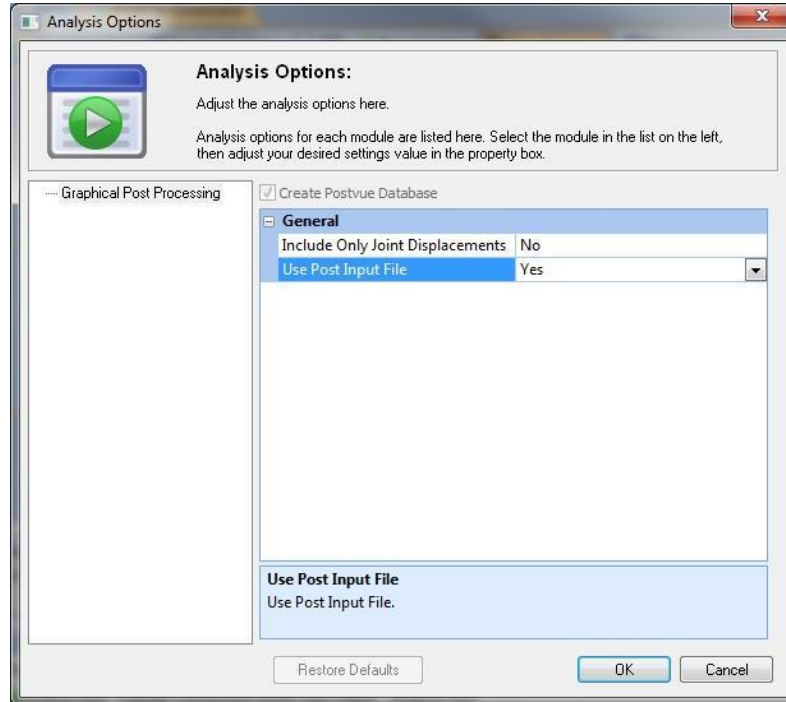 Analysis Options
Analysis Options:
Adjust the analysis options here.
Analysis options for each module are listed here. Select the module in the list on the left,
then adjust your desired settings value in the property box.
Graphical Post Processing
Create Postvue Database
General
Include Only Joint Displacements No
Use Post Input File Yes
Use Post Input File
Use Post Input File.
Restore Defaults OK Cancel